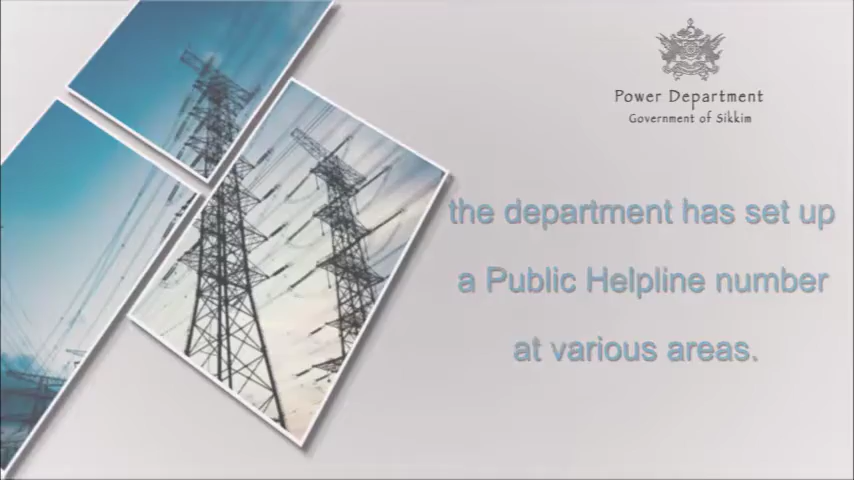 Power Department
Government of Sikkim
the department has set up
a Public Helpline number
at various areas.